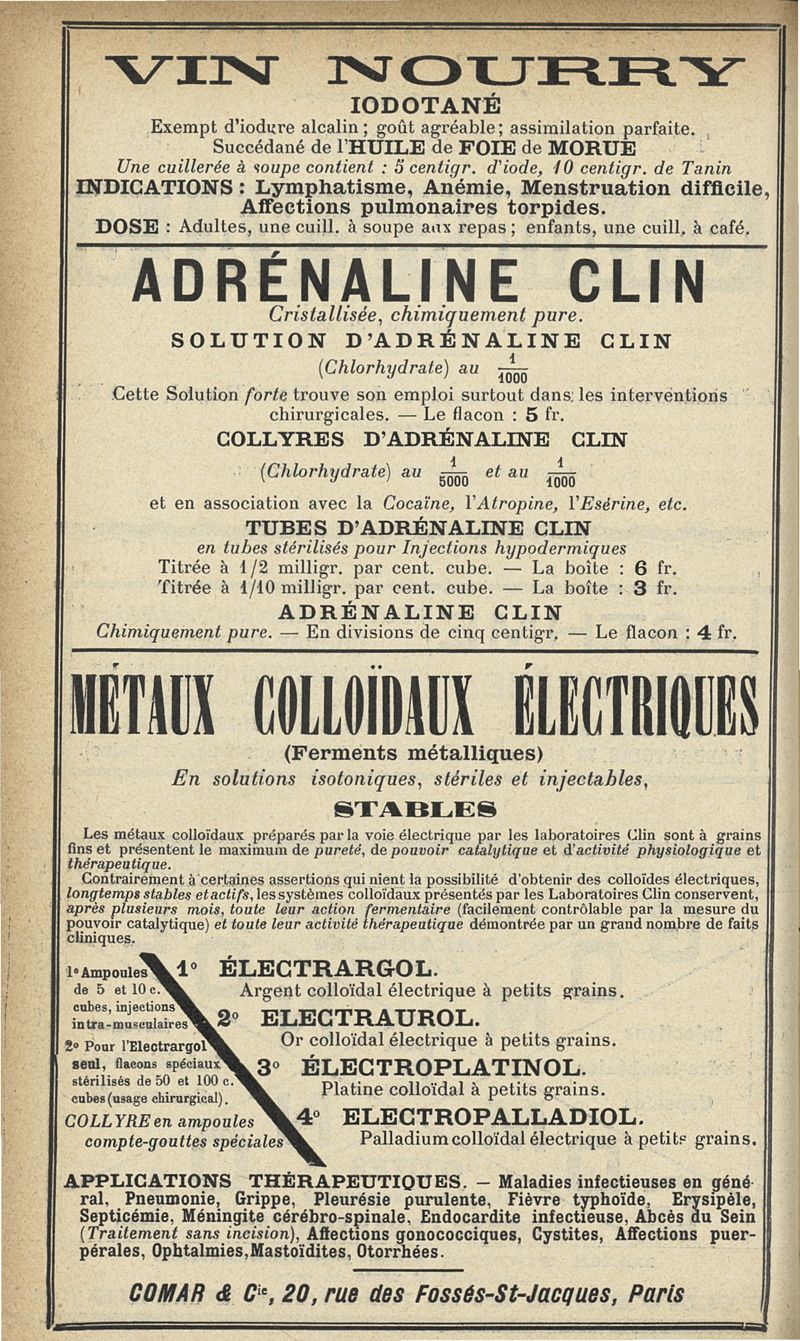 VIN NOURRY
IODOTANÉ
Exempt d'iodure alcalin; goût agréable; assimilation parfaite.
Succédané de l'HUILE de FOIE de MORUE
Une cuillerée à soupe contient : 5 centigr. d'iode, 10 centigr. de Tanin
INDICATIONS : Lymphatisme, Anémie, Menstruation difficile,
Affections pulmonaires torpides.
DOSE : Adultes, une cuill. à soupe aux repas; enfants, une cuill. à café.
ADRÉNALINE CLIN
Cristallisée, chimiquement pure.
SOLUTION D'ADRÉNALINE CLIN
(Chlorhydrate) au 1/1000
Cette Solution forte trouve son emploi surtout dans les interventions
chirurgicales. — Le flacon : 5 fr.
COLLYRES D'ADRÉNALINE CLIN
(Chlorhydrate) au 1/5000 et au 1/1000
et en association avec la Cocaïne, l'Atropine, l'Esérine, etc.
TUBES D'ADRÉNALINE CLIN
en tubes stérilisés pour Injections hypodermiques
Titrée à 1/2 milligr. par cent. cube. — La boîte : 6 fr.
Titrée à 1/10 milligr. par cent. cube. — La boîte : 3 fr.
ADRÉNALINE CLIN
Chimiquement pure. — En divisions de cinq centigr. — Le flacon : 4 fr.
MÉTAUX COLLOÏDAUX ÉLECTRIQUES
(Ferments métalliques)
En solutions isotoniques, stériles et injectables,
STABLES
Les métaux colloïdaux préparés par la voie électrique par les laboratoires Clin sont à grains
fins et présentent le maximum de pureté, de pouvoir catalytique et d'activité physiologique et
thérapeutique.
Contrairement à certaines assertions qui nient la possibilité d'obtenir des colloïdes électriques,
longtemps stables et actifs, les systèmes colloïdaux présentés par les Laboratoires Clin conservent,
après plusieurs mois, toute leur action fermentaire (facilement contrôlable par la mesure du
pouvoir catalytique) et toute leur activité thérapeutique démontrée par un grand nombre de faits
cliniques.
1° Ampoules
de 5 et 10 c.
cubes, injections
intra-musculaires
2° Pour l'Electrargol
seul, flacons spéciaux
stérilisés de 50 et 100 c.
cubes (usage chirurgical).
COLLYRE en ampoules
compte-gouttes spéciales
1° ÉLECTRARGOL.
Argent colloïdal électrique à petits grains.
2° ELECTRAUROL.
Or colloïdal électrique à petits grains.
3° ÉLECTROPLATINOL.
Platine colloïdal à petits grains.
4° ELECTROPALLADIOL.
Palladium colloïdal électrique à petits grains.
APPLICATIONS THÉRAPEUTIQUES. — Maladies infectieuses en géné-
ral, Pneumonie, Grippe, Pleurésie purulente, Fièvre typhoïde, Erysipèle,
Septicémie, Méningite cérébro-spinale, Endocardite infectieuse, Abcès du Sein
(Traitement sans incision), Affections gonococciques, Cystites, Affections puer-
pérales, Ophtalmies, Mastoïdites, Otorrhées.
COMAR & Cie, 20, rue des Fossés-St-Jacques, Paris